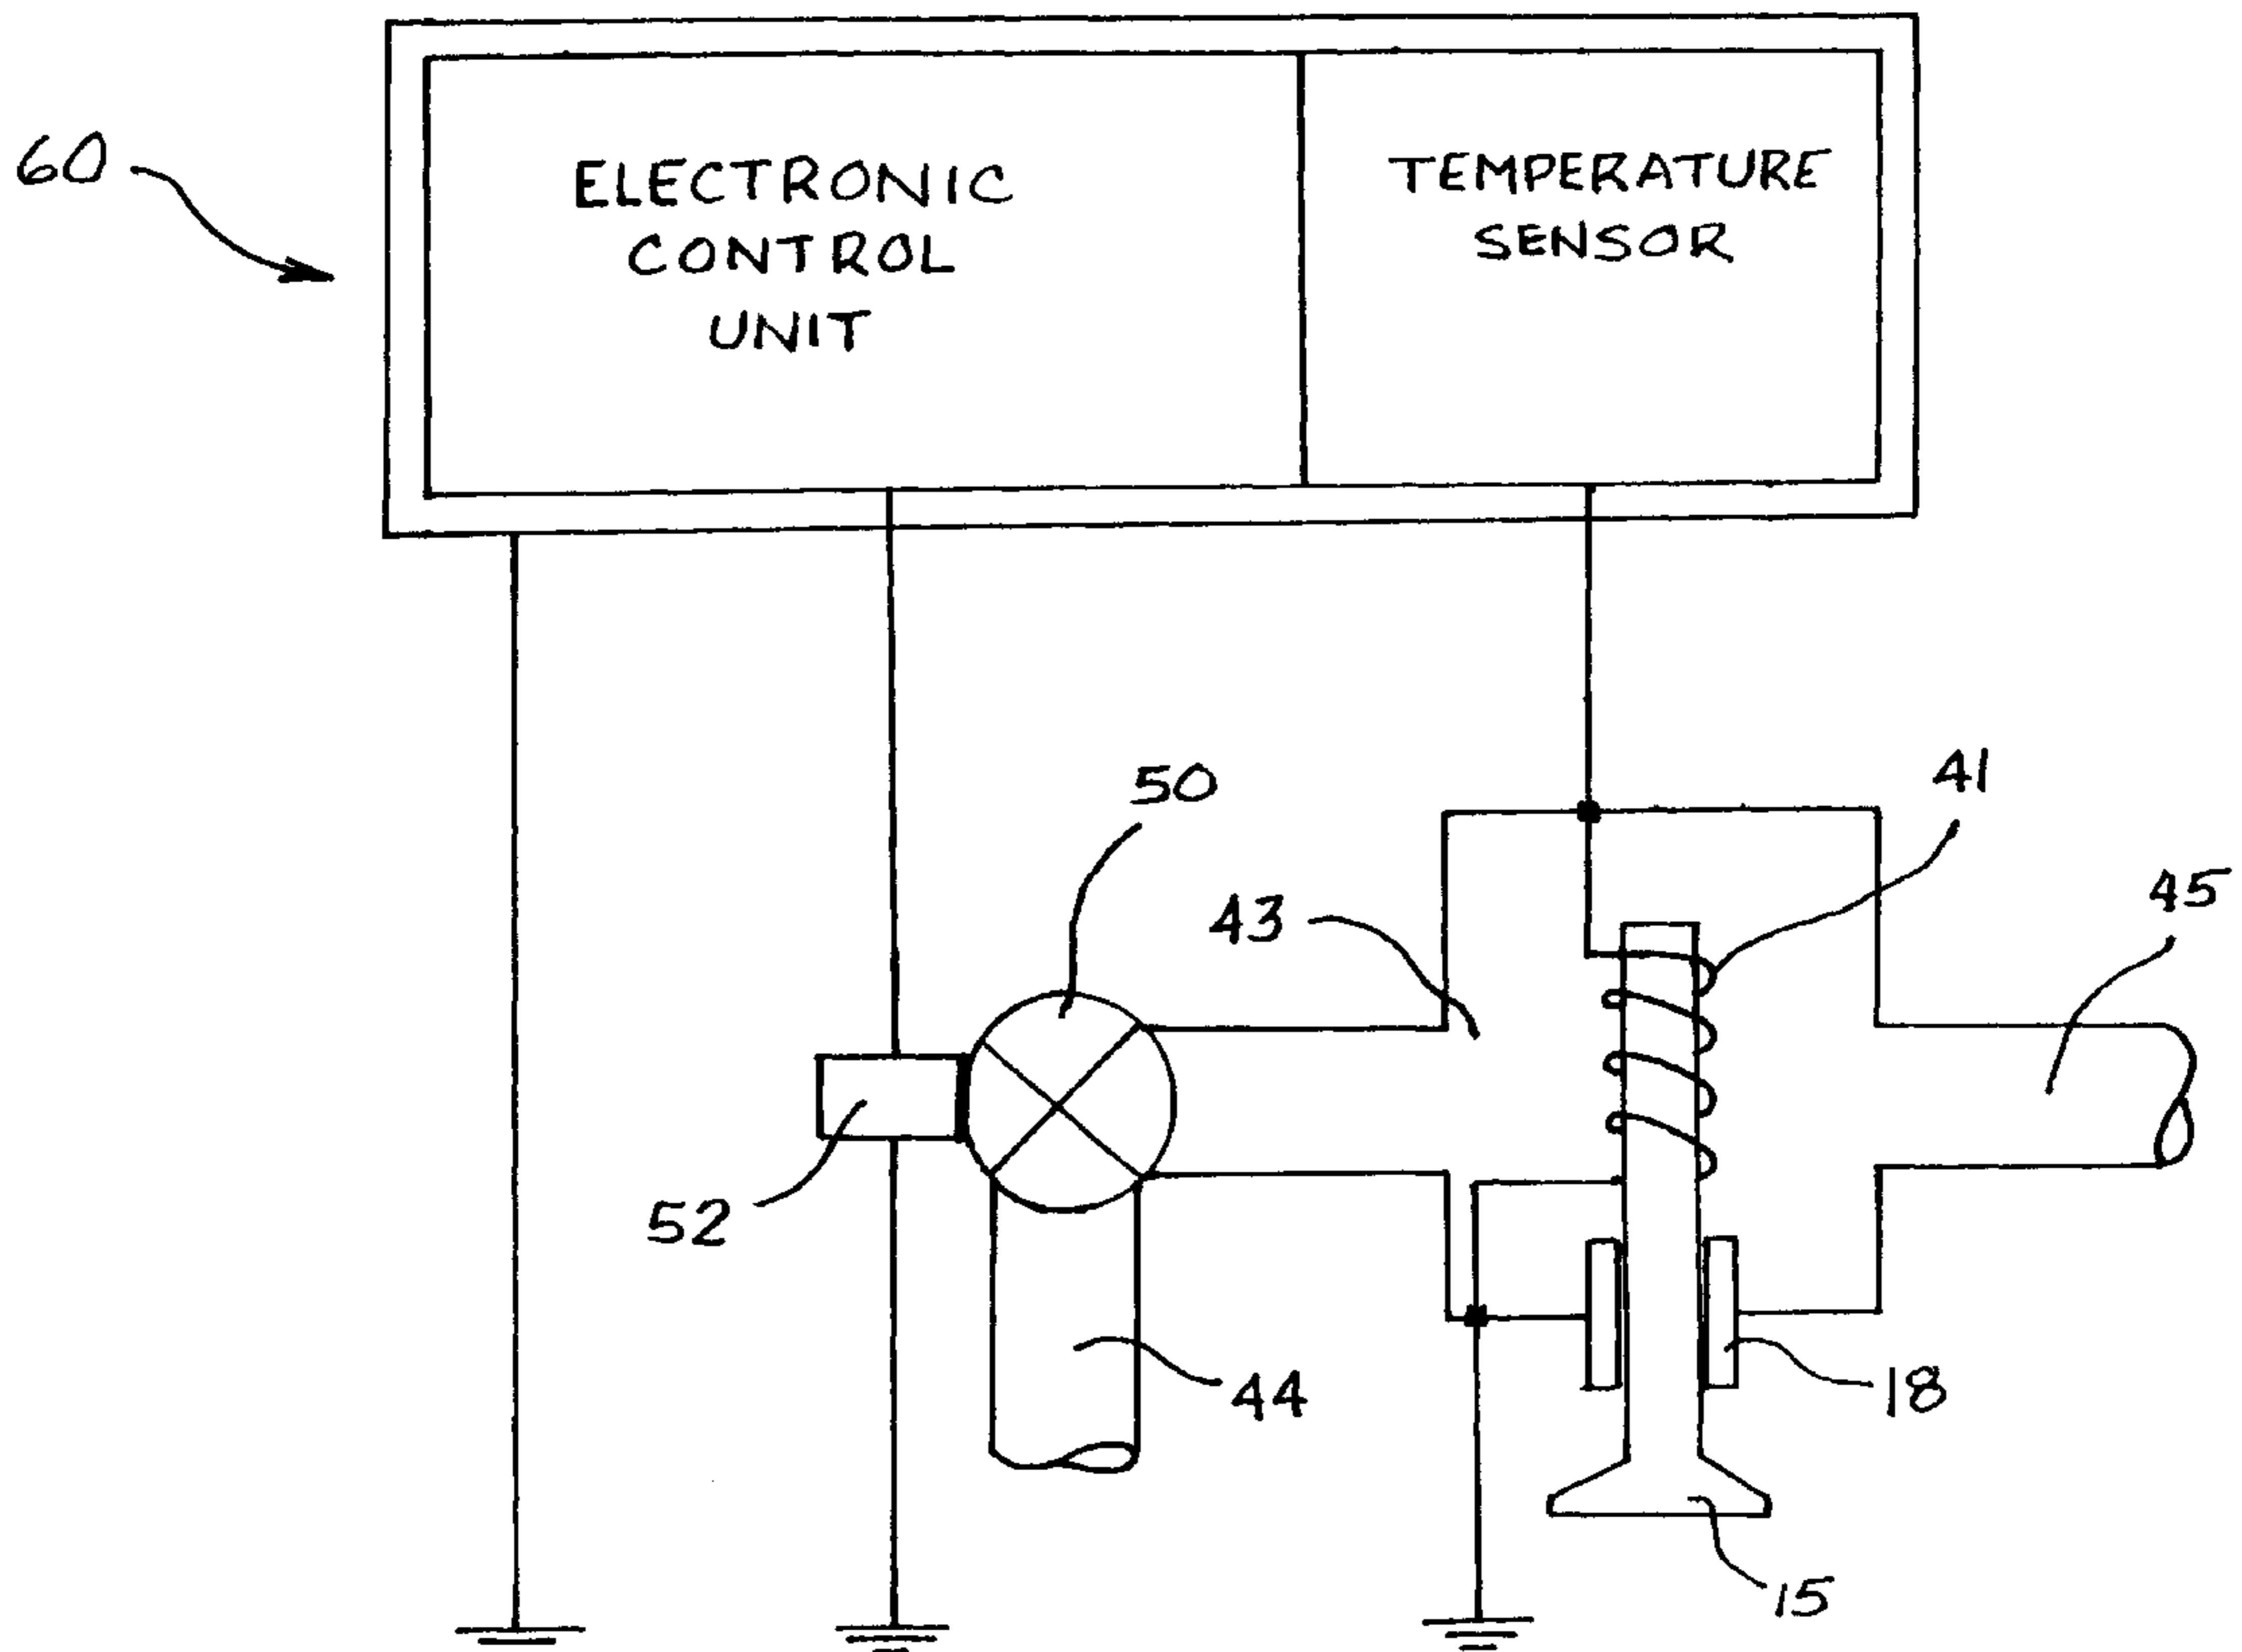 60
ELECTRONIC
CONTROL
UNIT
TEMPERATURE
SENSOR
50
41
43
45
52
44
18
15